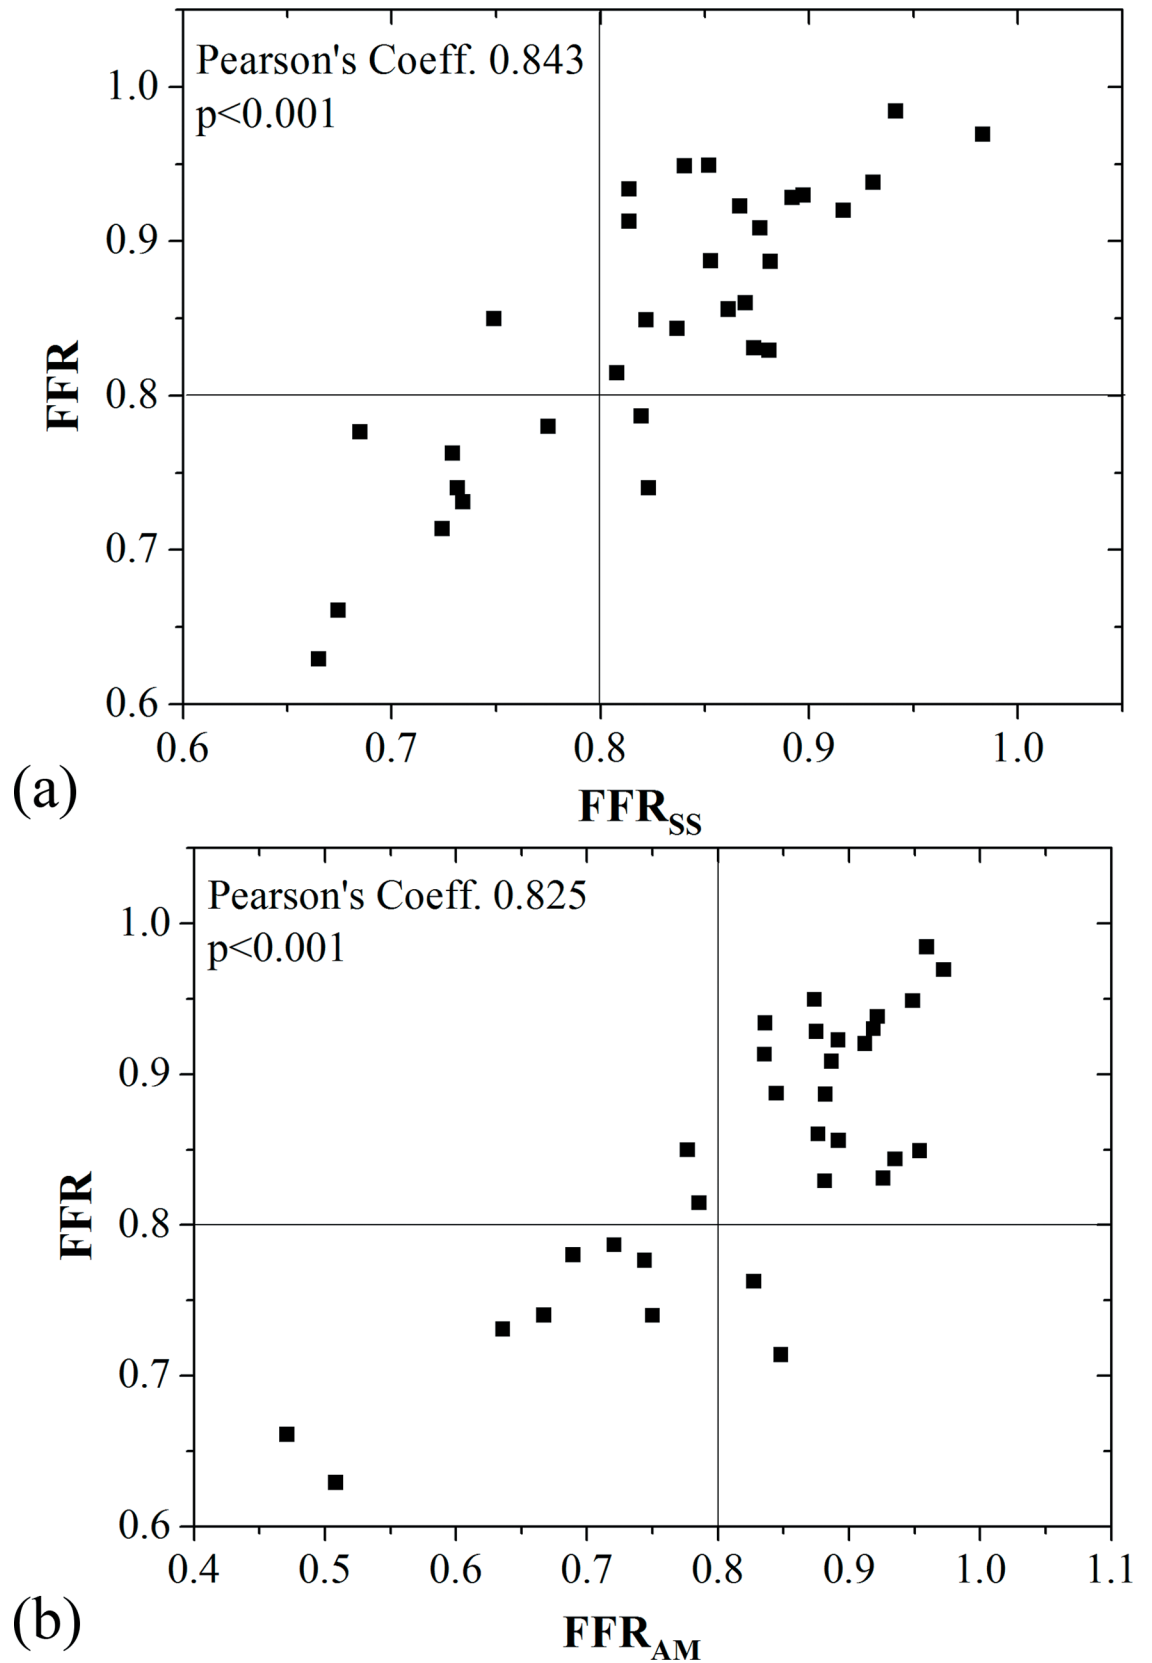 Pearson's Coeff. 0.843
p<0.001
1.0
0.9
0.8
0.7
0.6
FFR
0.6 0.7 0.8 0.9 1.0
(a)
FFRSS
Pearson's Coeff. 0.825
p<0.001
1.0
0.9
0.8
0.7
0.6
FFR
0.4 0.5 0.6 0.7 0.8 0.9 1.0 1.1
(b)
FFRAM